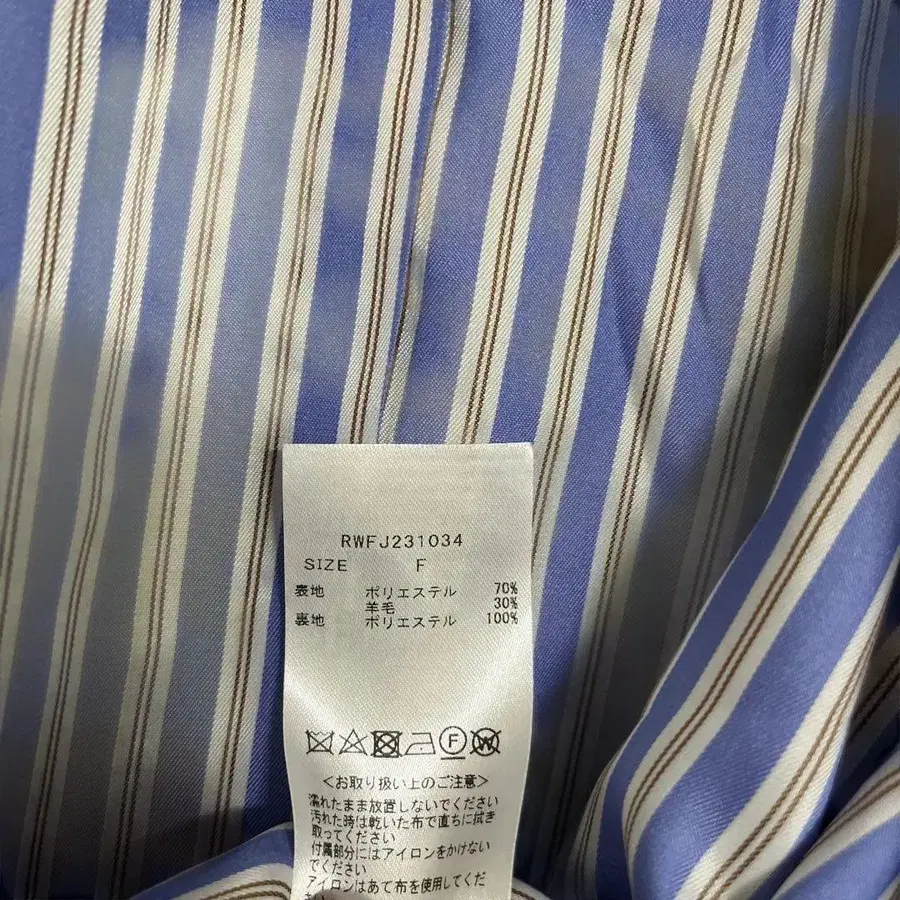 RWFJ231034
SIZE F
表地 ポリエステル 70%
羊毛 30%
裏地 ポリエステル 100%
F W
<お取り扱い上のご注意>
濡れたまま放置しないでください
汚れた時は乾いた布で直ちに拭き
取ってください
付属部分にはアイロンをかけない
でください
アイロンはあて布を使用してくだ
さい